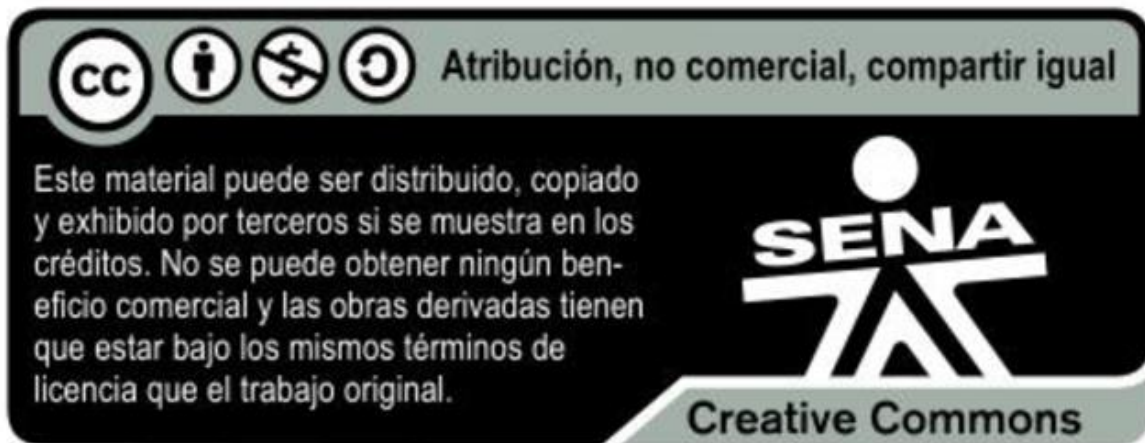 cc Atribución, no comercial, compartir igual
Este material puede ser distribuido, copiado
y exhibido por terceros si se muestra en los
créditos. No se puede obtener ningún ben-
eficio comercial y las obras derivadas tienen
que estar bajo los mismos términos de
licencia que el trabajo original.
SENA
Creative Commons